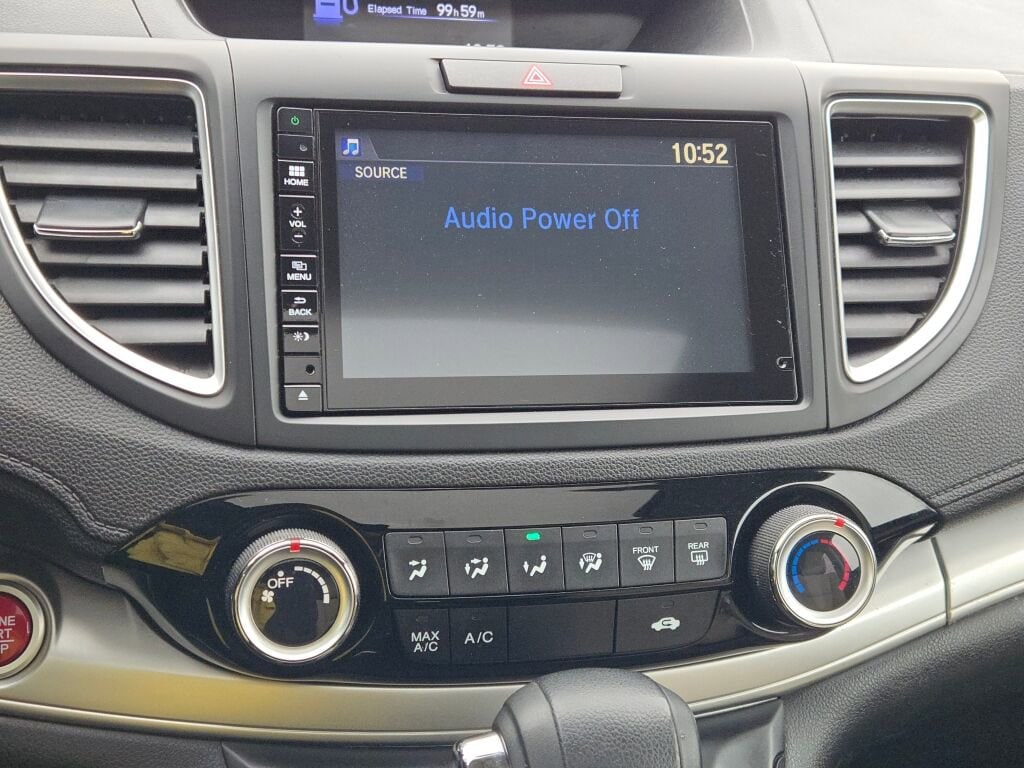 Elapsed Time 99h59m
10:52
SOURCE
Audio Power Off
HOME
+
VOL
-
MENU
BACK
OFF
FRONT
REAR
MAX
A/C
A/C